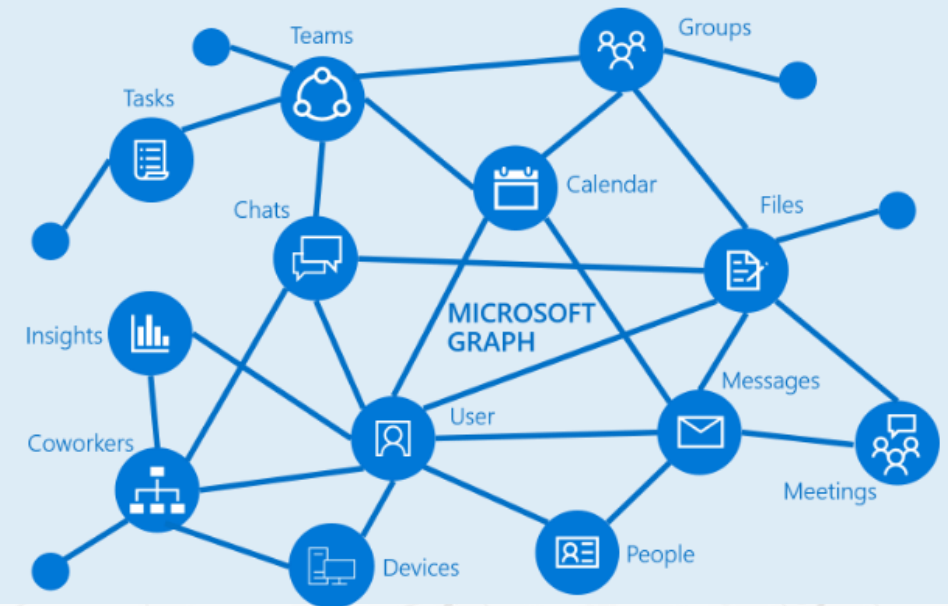 Groups
Teams
Tasks
Calendar
Files
Chats
MICROSOFT
GRAPH
Insights
Messages
User
Coworkers
Meetings
People
Devices